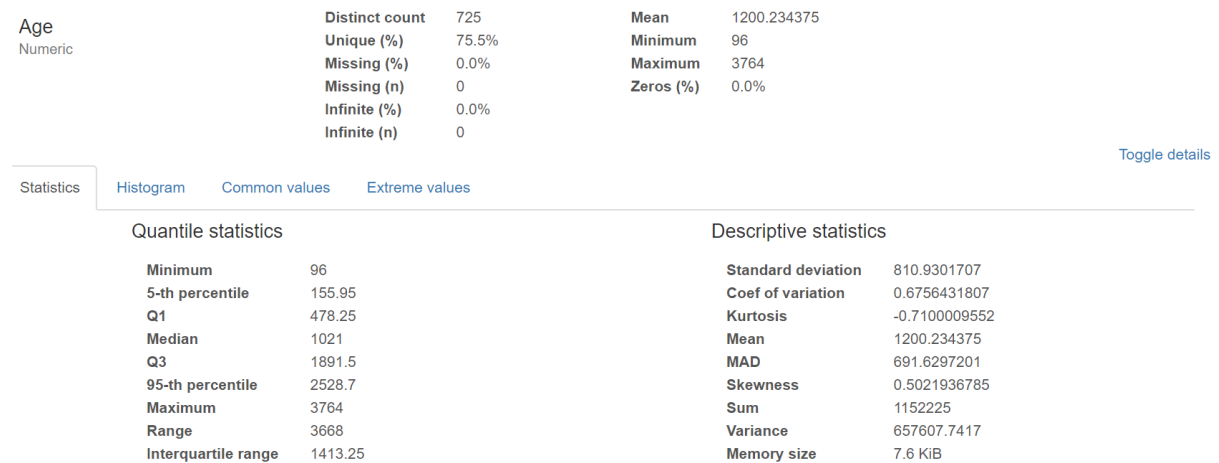 Age
Numeric
Distinct count 725
Unique (%) 75.5%
Missing (%) 0.0%
Missing (n) 0
Infinite (%) 0.0%
Infinite (n) 0
Mean 1200.234375
Minimum 96
Maximum 3764
Zeros (%) 0.0%
Toggle details
Statistics Histogram Common values Extreme values
Quantile statistics
Minimum 96
5-th percentile 155.95
Q1 478.25
Median 1021
Q3 1891.5
95-th percentile 2528.7
Maximum 3764
Range 3668
Interquartile range 1413.25
Descriptive statistics
Standard deviation 810.9301707
Coef of variation 0.6756431807
Kurtosis -0.7100009552
Mean 1200.234375
MAD 691.6297201
Skewness 0.5021936785
Sum 1152225
Variance 657607.7417
Memory size 7.6 KiB